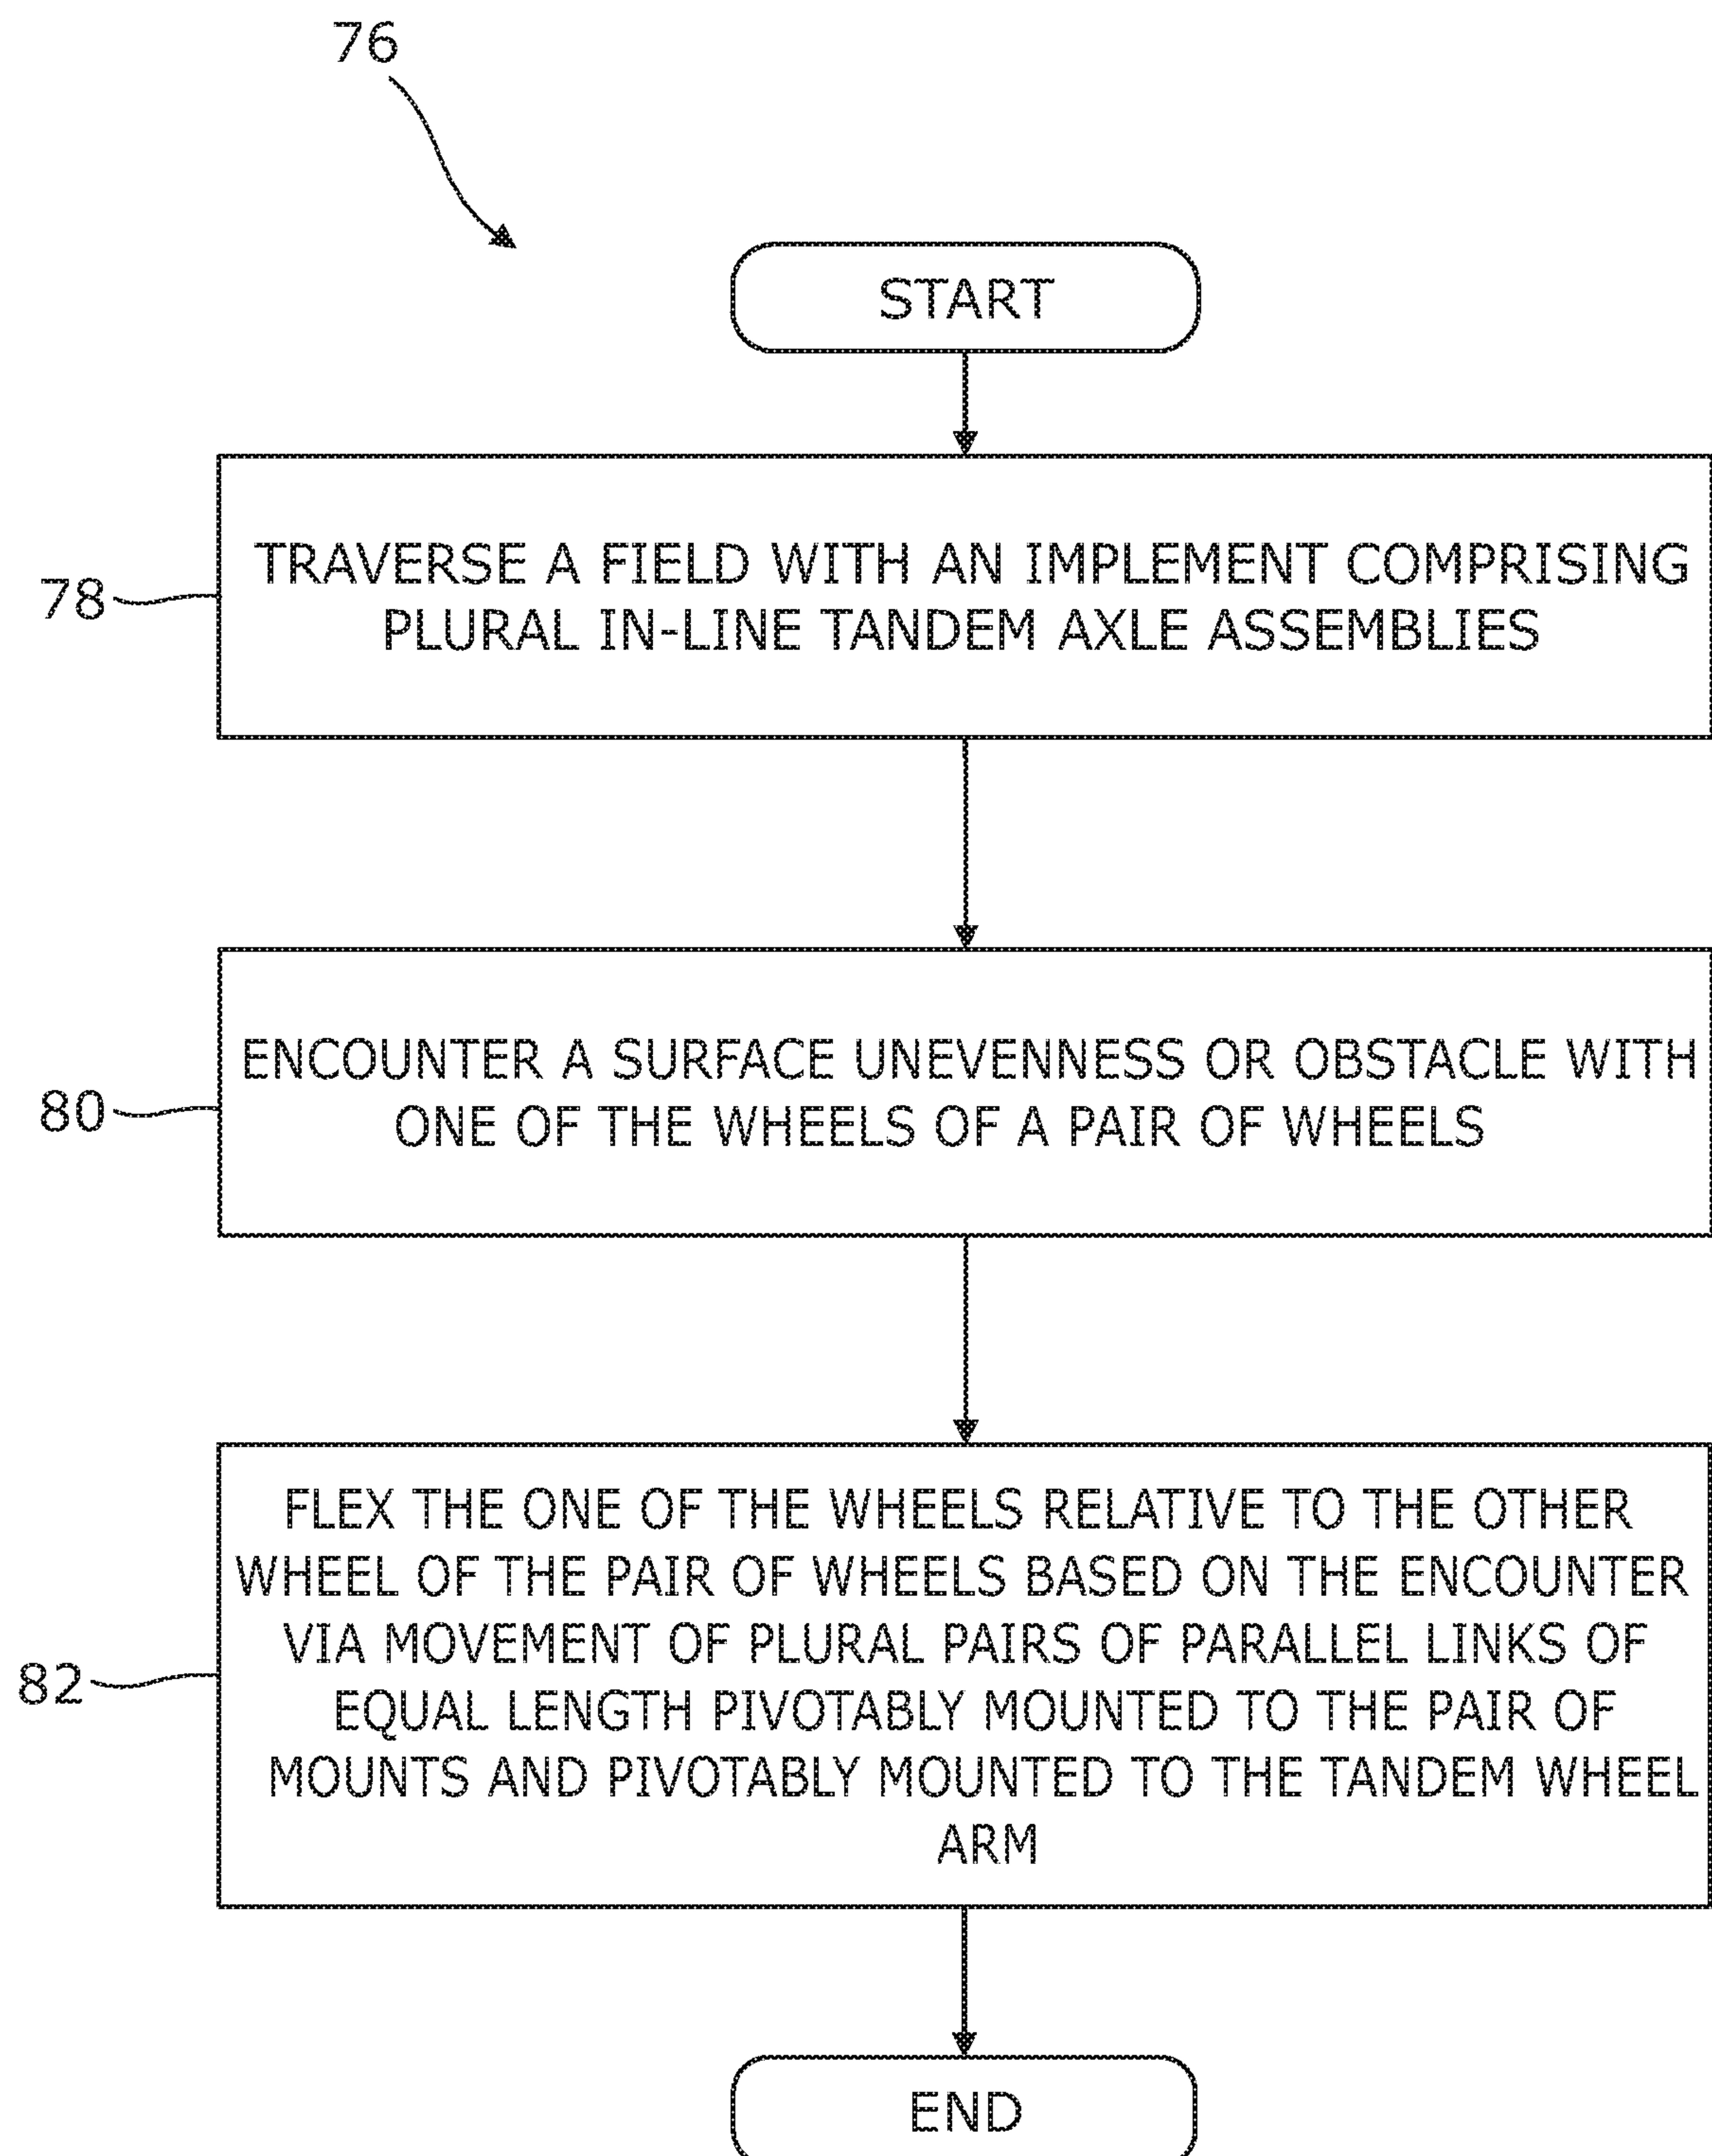 76
START
78
TRAVERSE A FIELD WITH AN IMPLEMENT COMPRISING
PLURAL IN-LINE TANDEM AXLE ASSEMBLIES
80
ENCOUNTER A SURFACE UNEVENNESS OR OBSTACLE WITH
ONE OF THE WHEELS OF A PAIR OF WHEELS
82
FLEX THE ONE OF THE WHEELS RELATIVE TO THE OTHER
WHEEL OF THE PAIR OF WHEELS BASED ON THE ENCOUNTER
VIA MOVEMENT OF PLURAL PAIRS OF PARALLEL LINKS OF
EQUAL LENGTH PIVOTABLY MOUNTED TO THE PAIR OF
MOUNTS AND PIVOTABLY MOUNTED TO THE TANDEM WHEEL
ARM
END